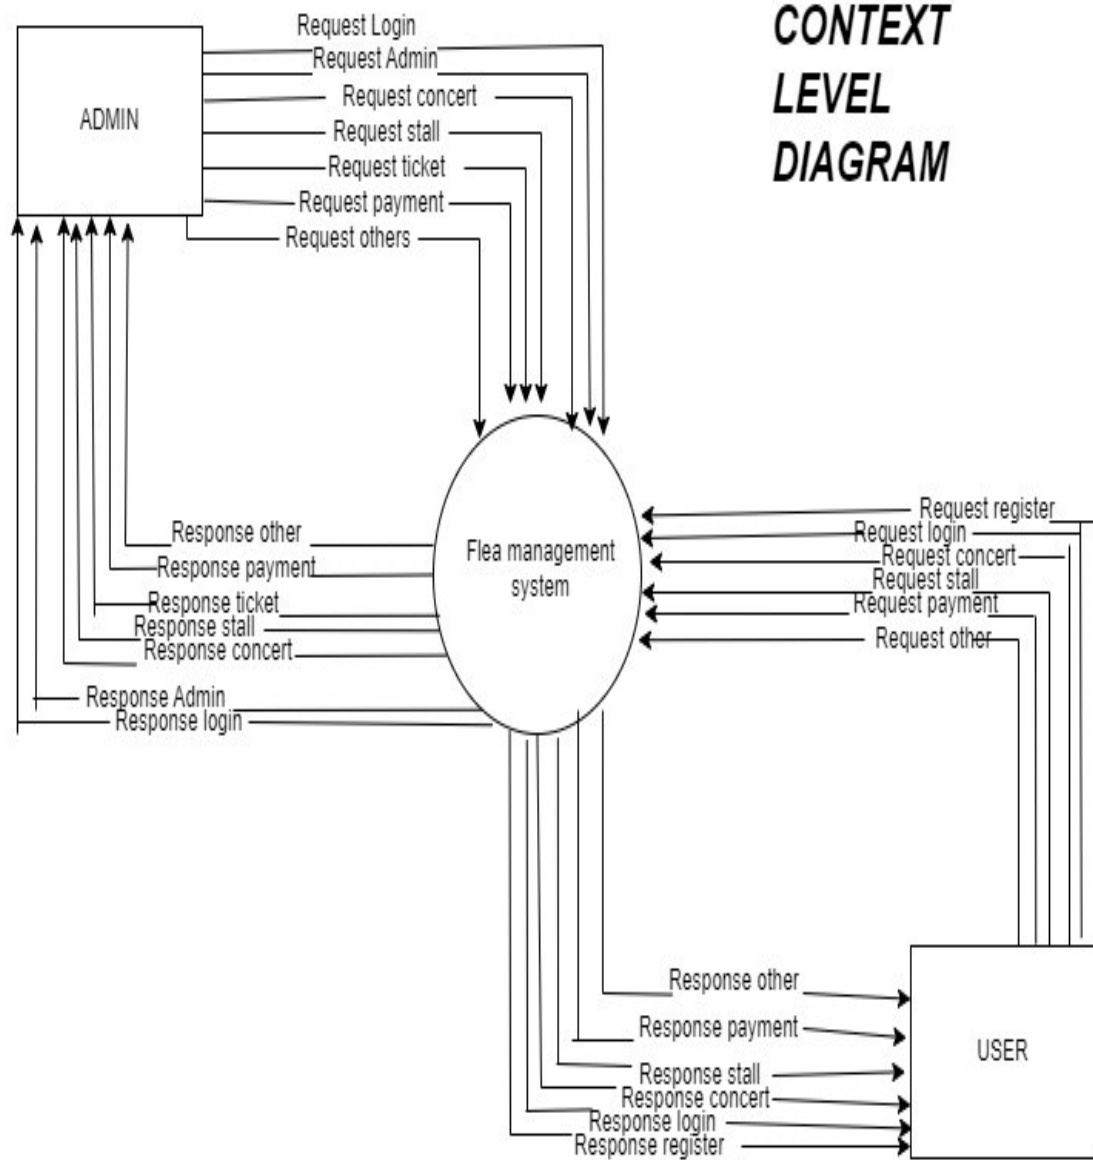 CONTEXT
LEVEL
DIAGRAM
Request Login
Request Admin
Request concert
Request stall
Request ticket
Request payment
Request others
ADMIN
Flea management
system
Response other
Response payment
Response ticket
Response stall
Response concert
Response Admin
Response login
Request register
Request login
Request concert
Request stall
Request payment
Request other
Response other
Response payment
Response stall
Response concert
Response login
Response register
USER